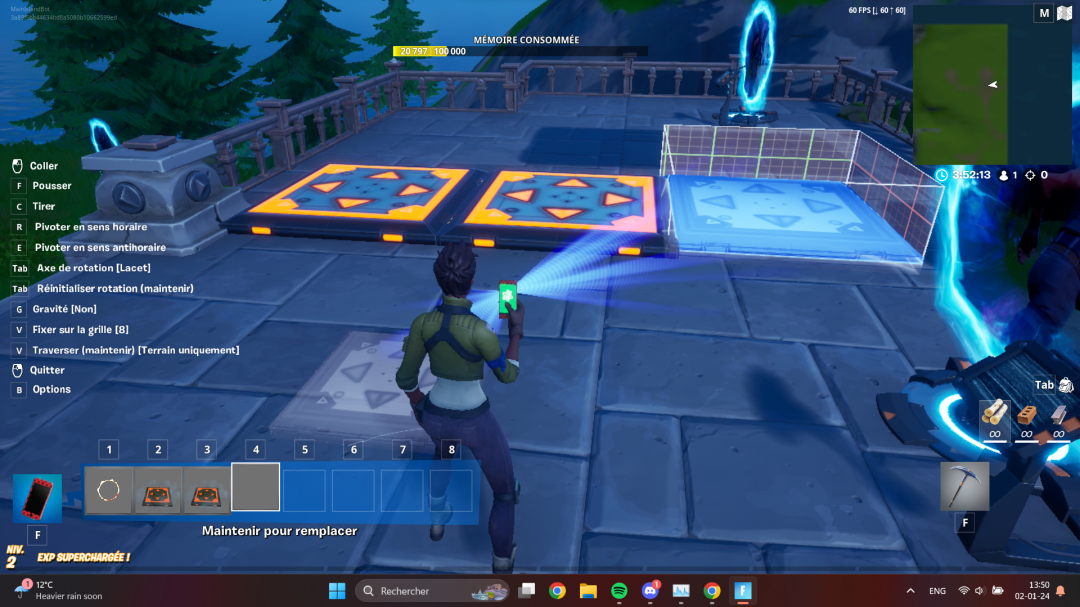 60 FPS [↓ 60 ↑ 60]
M
MÉMOIRE CONSOMMÉE
20 797 : 100 000
3:52:13 1 0
Coller
F Pousser
C Tirer
R Pivoter en sens horaire
E Pivoter en sens antihoraire
Tab Axe de rotation [Lacet]
Tab Réinitialiser rotation (maintenir)
G Gravité [Non]
V Fixer sur la grille [8]
V Traverser (maintenir) [Terrain uniquement]
Quitter
B Options
Tab
∞ ∞ ∞
1 2 3 4 5 6 7 8
Maintenir pour remplacer
F
F
NIV.
2
EXP SUPERCHARGÉE !
1
12°C
Heavier rain soon
Rechercher
1
F
ENG
13:50
02-01-24